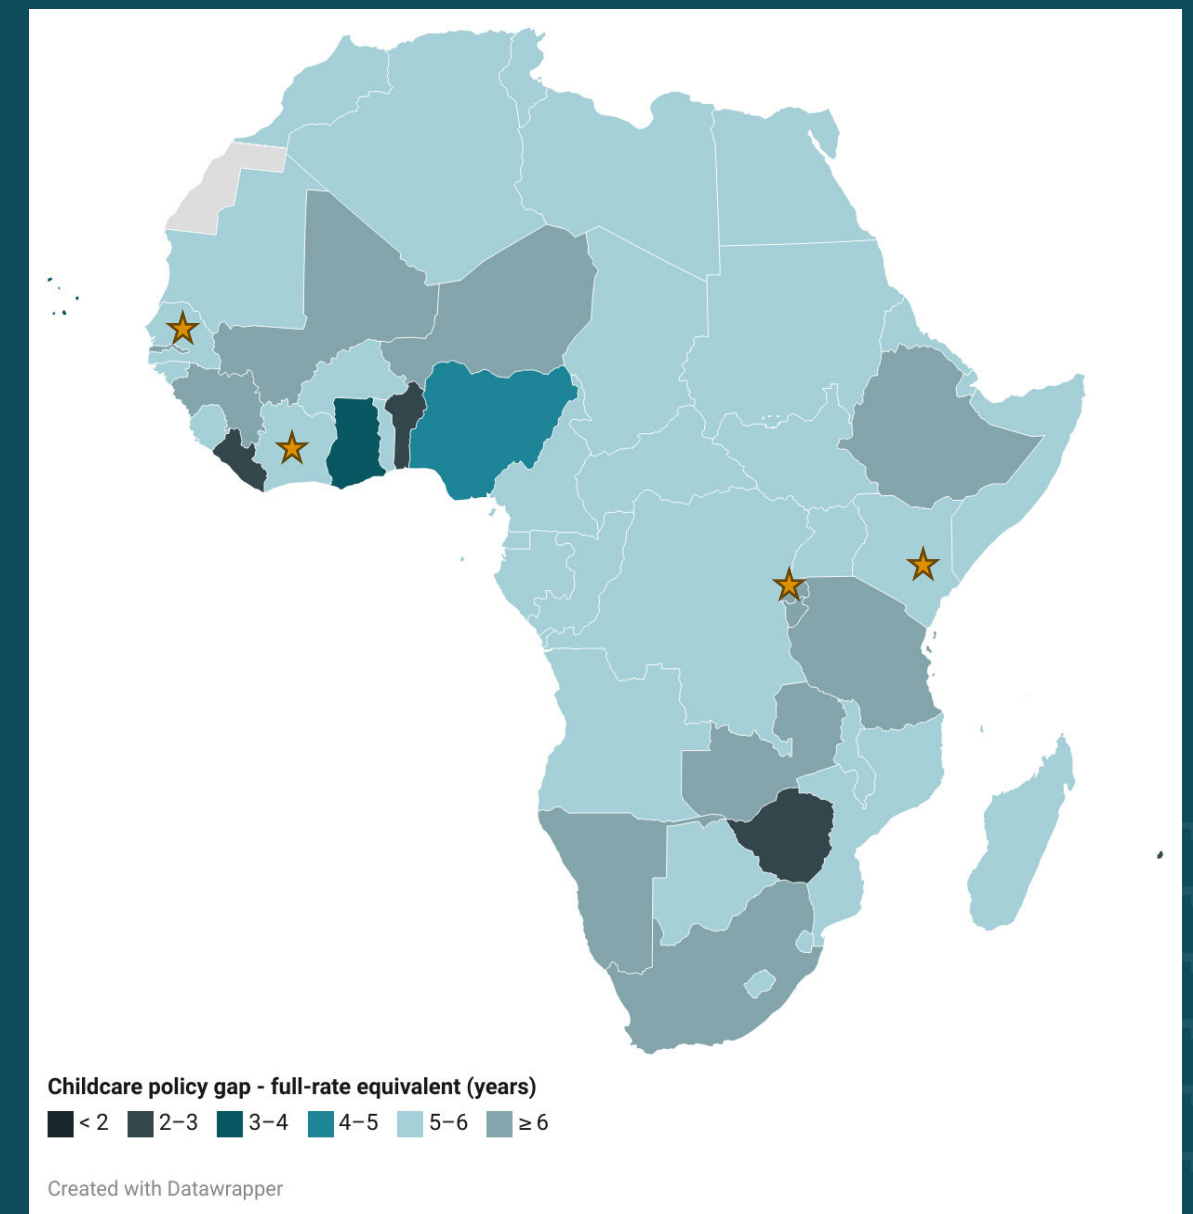 Childcare policy gap - full-rate equivalent (years)
< 2 2–3 3–4 4–5 5–6 ≥ 6
Created with Datawrapper